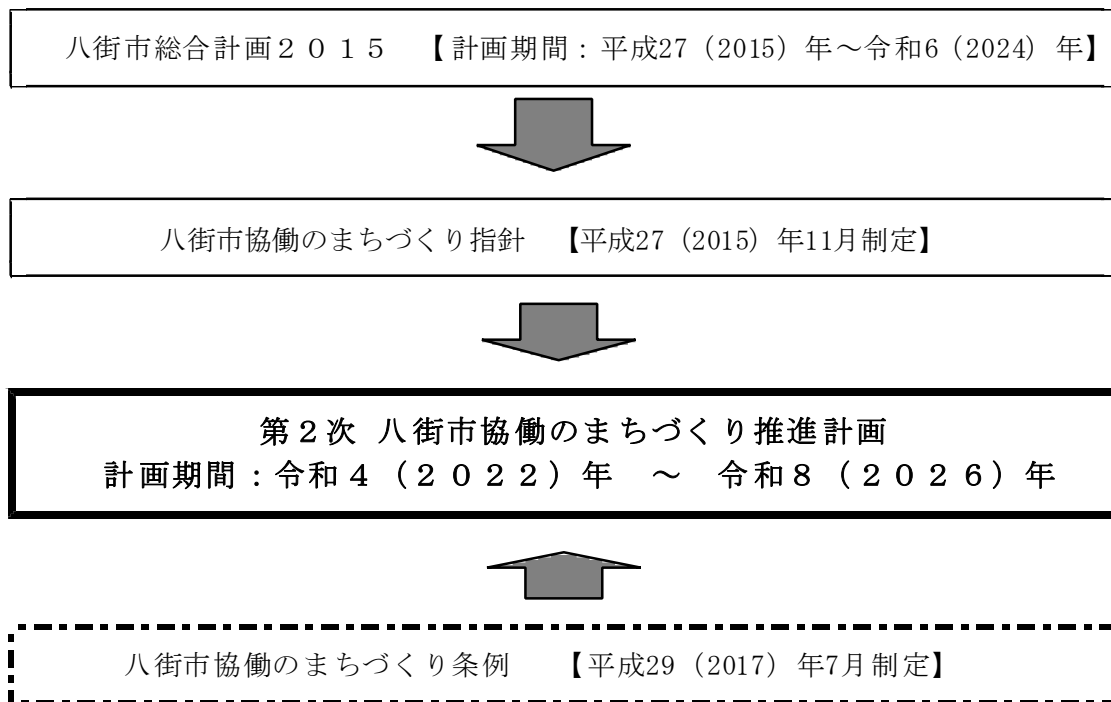 八街市総合計画２０１５　【計画期間：平成27（2015）年～令和6（2024）年】
八街市協働のまちづくり指針　【平成27（2015）年11月制定】
第２次 八街市協働のまちづくり推進計画
計画期間：令和４（２０２２）年　～　令和８（２０２６）年
八街市協働のまちづくり条例　　【平成29（2017）年7月制定】